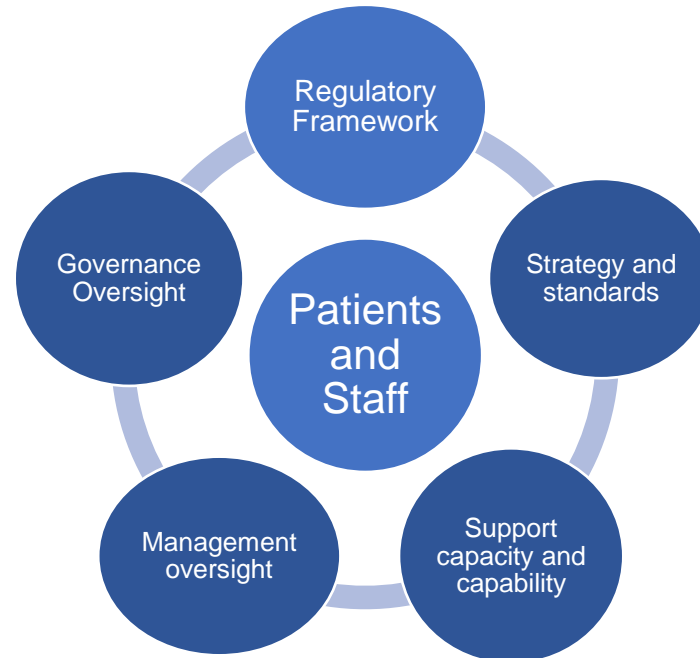 Regulatory
Framework
Strategy and
standards
Support
capacity and
capability
Management
oversight
Governance
Oversight
Patients
and
Staff